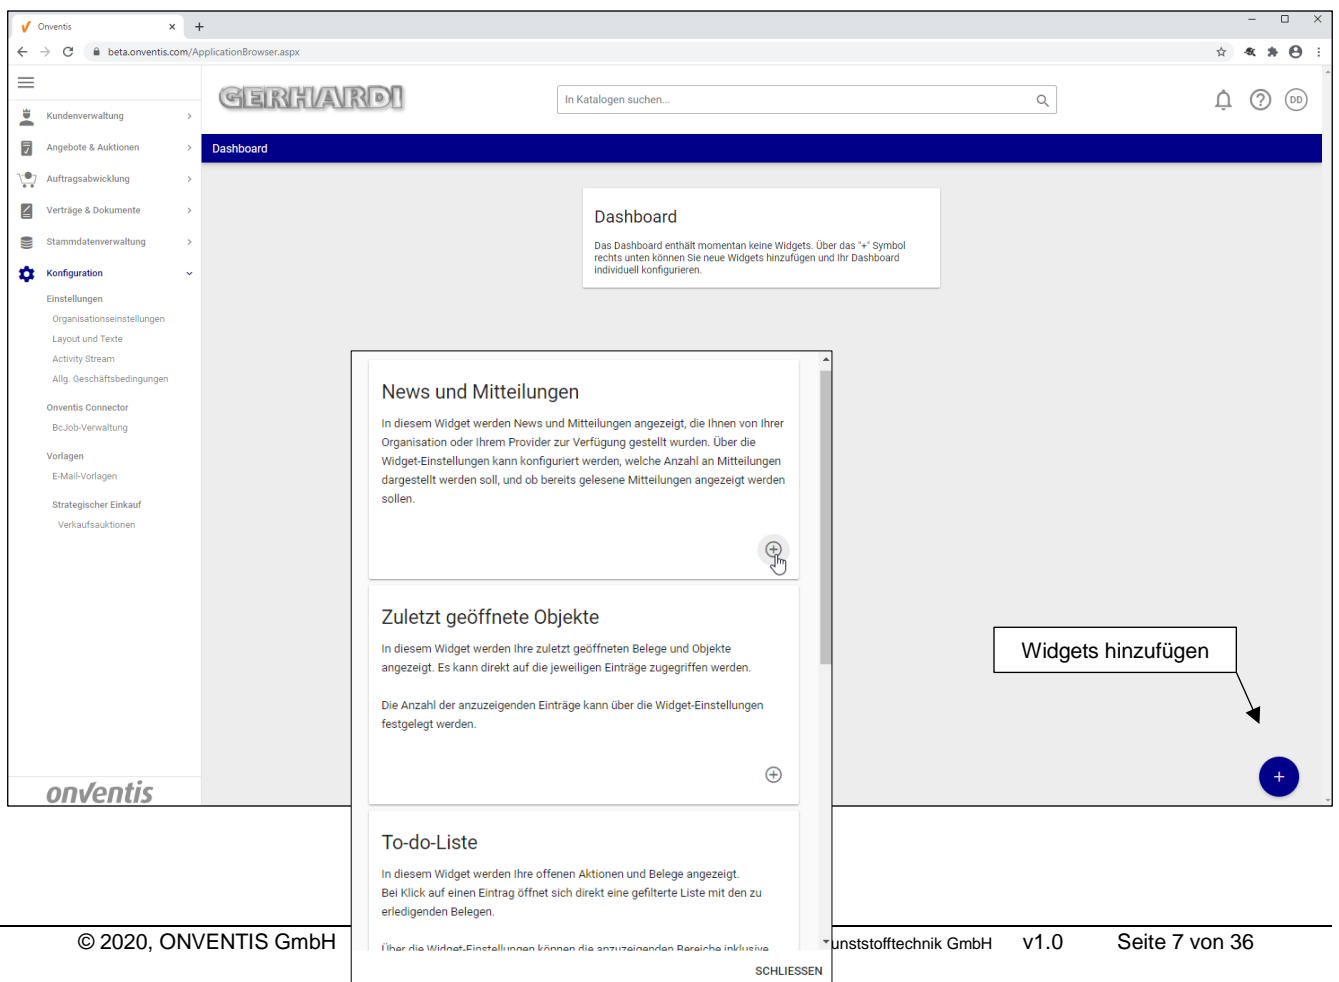 Onventis
beta.onventis.com/ApplicationBrowser.aspx
GERHARDI
In Katalogen suchen...
DD
Kundenverwaltung
Angebote & Auktionen
Auftragsabwicklung
Verträge & Dokumente
Stammdatenverwaltung
Konfiguration
Einstellungen
Organisationseinstellungen
Layout und Texte
Activity Stream
Allg. Geschäftsbedingungen
Onventis Connector
BcJob-Verwaltung
Vorlagen
E-Mail-Vorlagen
Strategischer Einkauf
Verkaufsauktionen
onventis
Dashboard
Dashboard
Das Dashboard enthält momentan keine Widgets. Über das "+" Symbol
rechts unten können Sie neue Widgets hinzufügen und Ihr Dashboard
individuell konfigurieren.
News und Mitteilungen
In diesem Widget werden News und Mitteilungen angezeigt, die Ihnen von Ihrer
Organisation oder Ihrem Provider zur Verfügung gestellt wurden. Über die
Widget-Einstellungen kann konfiguriert werden, welche Anzahl an Mitteilungen
dargestellt werden soll, und ob bereits gelesene Mitteilungen angezeigt werden
sollen.
Zuletzt geöffnete Objekte
In diesem Widget werden Ihre zuletzt geöffneten Belege und Objekte
angezeigt. Es kann direkt auf die jeweiligen Einträge zugegriffen werden.
Die Anzahl der anzuzeigenden Einträge kann über die Widget-Einstellungen
festgelegt werden.
To-do-Liste
In diesem Widget werden Ihre offenen Aktionen und Belege angezeigt.
Bei Klick auf einen Eintrag öffnet sich direkt eine gefilterte Liste mit den zu
erledigenden Belegen.
Über die Widget-Einstellungen können die anzuzeigenden Bereiche inklusive
SCHLIESSEN
Widgets hinzufügen
© 2020, ONVENTIS GmbH unststofftechnik GmbH v1.0 Seite 7 von 36